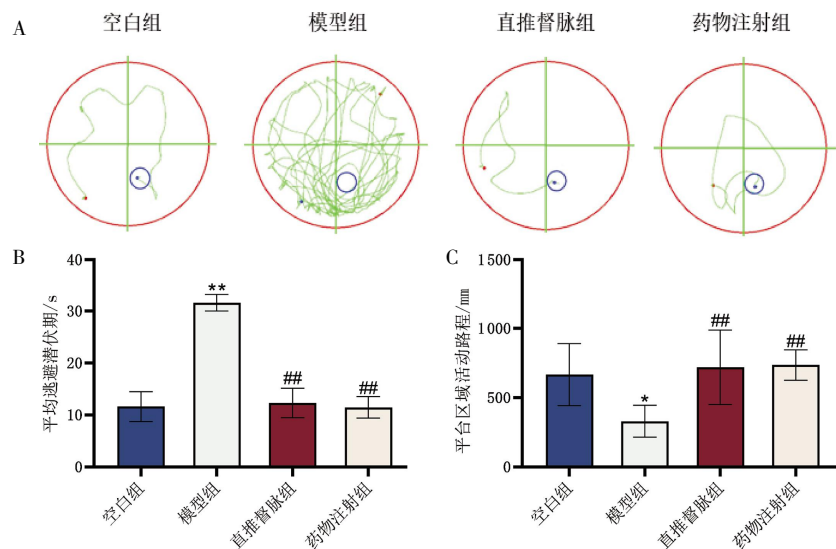 A
空白组 模型组 直推督脉组 药物注射组
B
平均逃避潜伏期/s
40
30
20
10
0
**
##
##
空白组
模型组
直推督脉组
药物注射组
C
平台区域活动路程/mm
1500
1000
500
0
*
##
##
空白组
模型组
直推督脉组
药物注射组